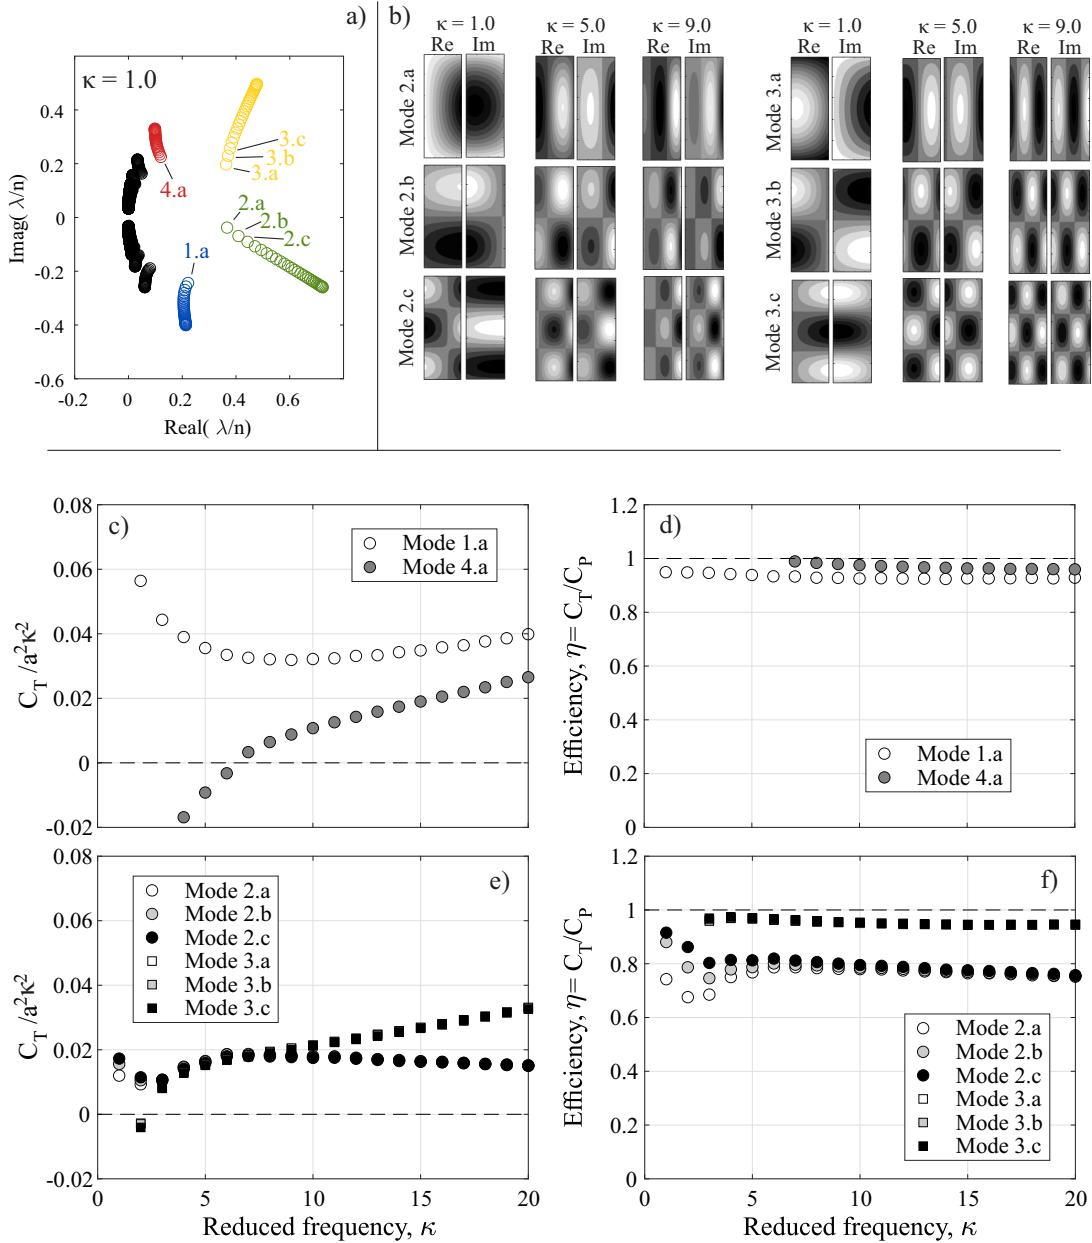 a)
κ = 1.0
0.4
0.2
0
-0.2
-0.4
-0.6
-0.2
0
0.2
0.4
0.6
Imag( λ/n)
Real( λ/n)
4.a
3.c
3.b
3.a
2.a
2.b
2.c
1.a
b)
κ = 1.0
κ = 5.0
κ = 9.0
Re Im
Re Im
Re Im
Mode 2.a
Mode 2.b
Mode 2.c
κ = 1.0
κ = 5.0
κ = 9.0
Re Im
Re Im
Re Im
Mode 3.a
Mode 3.b
Mode 3.c
c)
0.08
0.06
0.04
0.02
0
-0.02
C_T /a²κ²
Mode 1.a
Mode 4.a
d)
1.2
1
0.8
0.6
0.4
0.2
0
Efficiency, η= C_T/C_P
Mode 1.a
Mode 4.a
e)
0.08
0.06
0.04
0.02
0
-0.02
C_T /a²κ²
Mode 2.a
Mode 2.b
Mode 2.c
Mode 3.a
Mode 3.b
Mode 3.c
0
5
10
15
20
Reduced frequency, κ
f)
1.2
1
0.8
0.6
0.4
0.2
0
Efficiency, η= C_T/C_P
Mode 2.a
Mode 2.b
Mode 2.c
Mode 3.a
Mode 3.b
Mode 3.c
0
5
10
15
20
Reduced frequency, κ